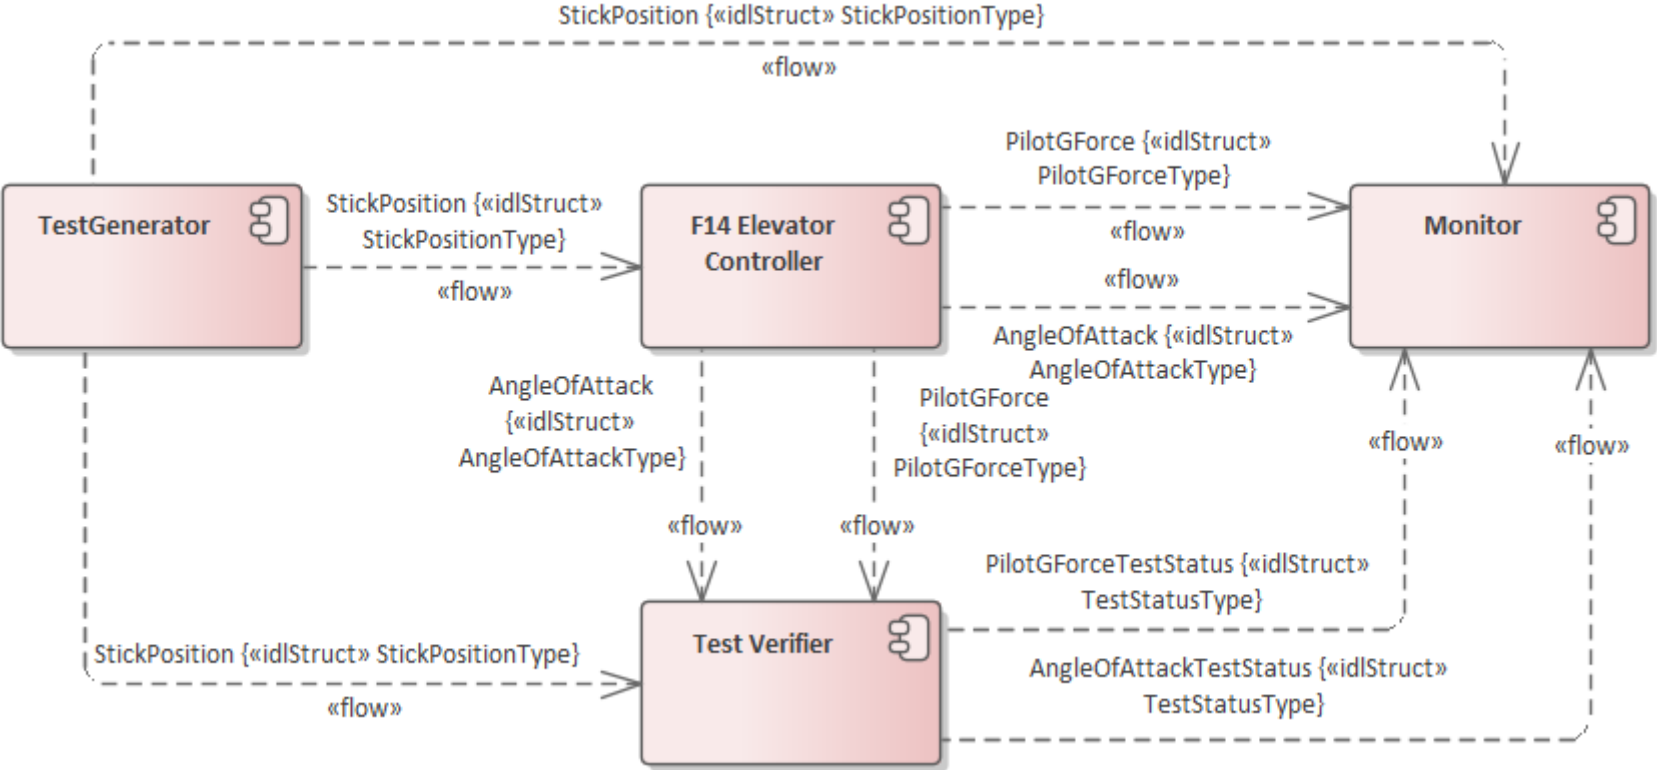 StickPosition {«idlStruct» StickPositionType}
«flow»
TestGenerator
StickPosition {«idlStruct»
StickPositionType}
«flow»
F14 Elevator
Controller
PilotGForce {«idlStruct»
PilotGForceType}
«flow»
«flow»
AngleOfAttack {«idlStruct»
AngleOfAttackType}
Monitor
AngleOfAttack
{«idlStruct»
AngleOfAttackType}
«flow»
PilotGForce
{«idlStruct»
PilotGForceType}
«flow»
«flow»
«flow»
StickPosition {«idlStruct» StickPositionType}
«flow»
Test Verifier
PilotGForceTestStatus {«idlStruct»
TestStatusType}
AngleOfAttackTestStatus {«idlStruct»
TestStatusType}